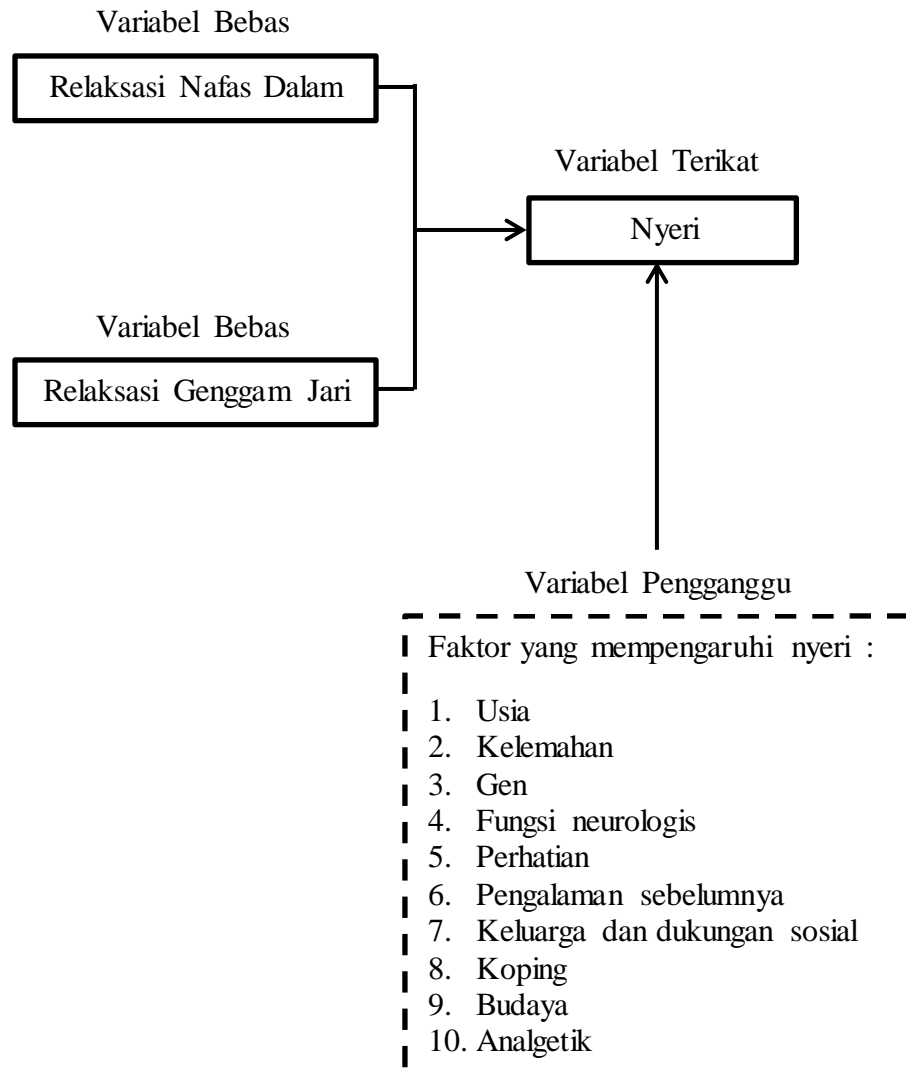 Variabel Bebas
Relaksasi Nafas Dalam
Variabel Terikat
Nyeri
Variabel Bebas
Relaksasi Genggam Jari
Variabel Pengganggu
Faktor yang mempengaruhi nyeri :
1. Usia
2. Kelemahan
3. Gen
4. Fungsi neurologis
5. Perhatian
6. Pengalaman sebelumnya
7. Keluarga dan dukungan sosial
8. Koping
9. Budaya
10. Analgetik